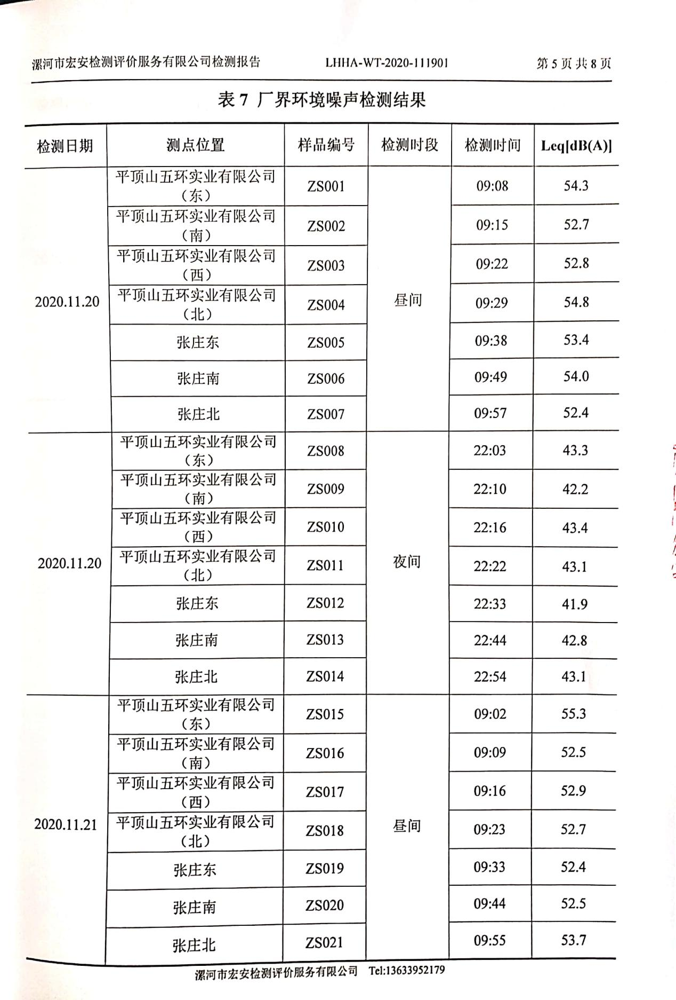 漯河市宏安检测评价服务有限公司检测报告 LHHA-WT-2020-111901 第 5 页 共 8 页
表 7 厂界环境噪声检测结果
检测日期 测点位置 样品编号 检测时段 检测时间 Leq[dB(A)]
2020.11.20
昼间
平顶山五环实业有限公司
（东） ZS001 09:08 54.3
平顶山五环实业有限公司
（南） ZS002 09:15 52.7
平顶山五环实业有限公司
（西） ZS003 09:22 52.8
平顶山五环实业有限公司
（北） ZS004 09:29 54.8
张庄东 ZS005 09:38 53.4
张庄南 ZS006 09:49 54.0
张庄北 ZS007 09:57 52.4
2020.11.20
夜间
平顶山五环实业有限公司
（东） ZS008 22:03 43.3
平顶山五环实业有限公司
（南） ZS009 22:10 42.2
平顶山五环实业有限公司
（西） ZS010 22:16 43.4
平顶山五环实业有限公司
（北） ZS011 22:22 43.1
张庄东 ZS012 22:33 41.9
张庄南 ZS013 22:44 42.8
张庄北 ZS014 22:54 43.1
2020.11.21
昼间
平顶山五环实业有限公司
（东） ZS015 09:02 55.3
平顶山五环实业有限公司
（南） ZS016 09:09 52.5
平顶山五环实业有限公司
（西） ZS017 09:16 52.9
平顶山五环实业有限公司
（北） ZS018 09:23 52.7
张庄东 ZS019 09:33 52.4
张庄南 ZS020 09:44 52.5
张庄北 ZS021 09:55 53.7
漯河市宏安检测评价服务有限公司 Tel:13633952179